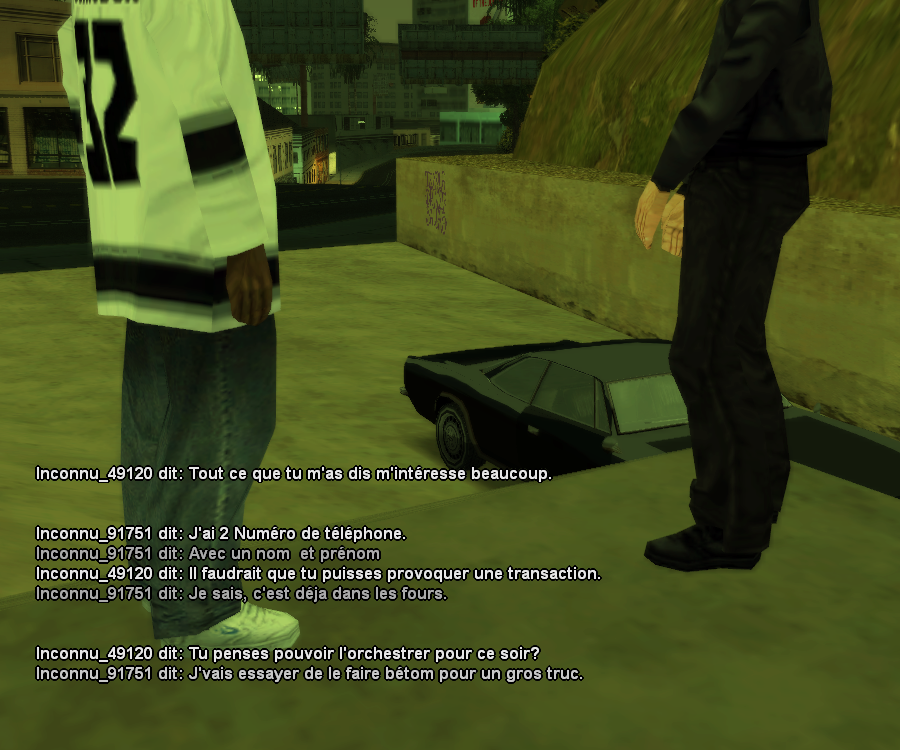 12
Inconnu_49120 dit: Tout ce que tu m'as dis m'intéresse beaucoup.
Inconnu_91751 dit: J'ai 2 Numéro de téléphone.
Inconnu_91751 dit: Avec un nom  et prénom
Inconnu_49120 dit: Il faudrait que tu puisses provoquer une transaction.
Inconnu_91751 dit: Je sais, c'est déja dans les fours.
Inconnu_49120 dit: Tu penses pouvoir l'orchestrer pour ce soir?
Inconnu_91751 dit: J'vais essayer de le faire bétom pour un gros truc.